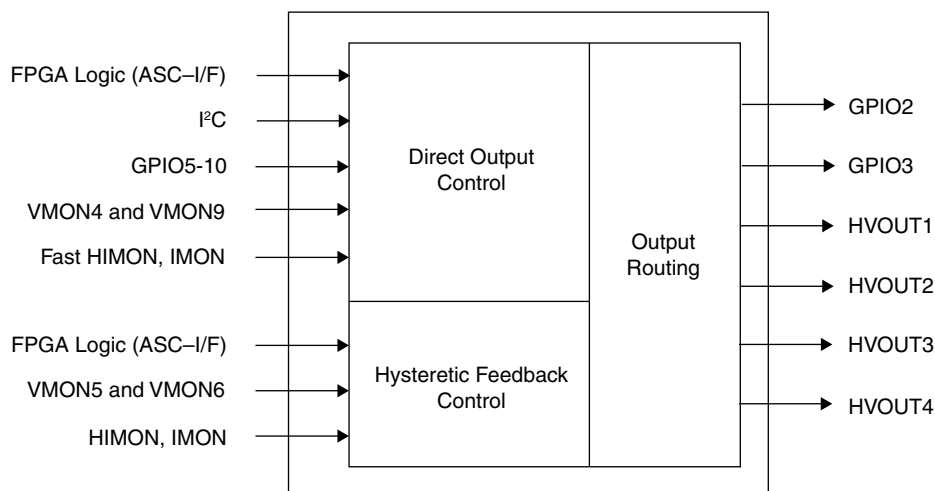 FPGA Logic (ASC–I/F)
I²C
GPIO5-10
VMON4 and VMON9
Fast HIMON, IMON
FPGA Logic (ASC–I/F)
VMON5 and VMON6
HIMON, IMON
Direct Output
Control
Hysteretic Feedback
Control
Output
Routing
GPIO2
GPIO3
HVOUT1
HVOUT2
HVOUT3
HVOUT4